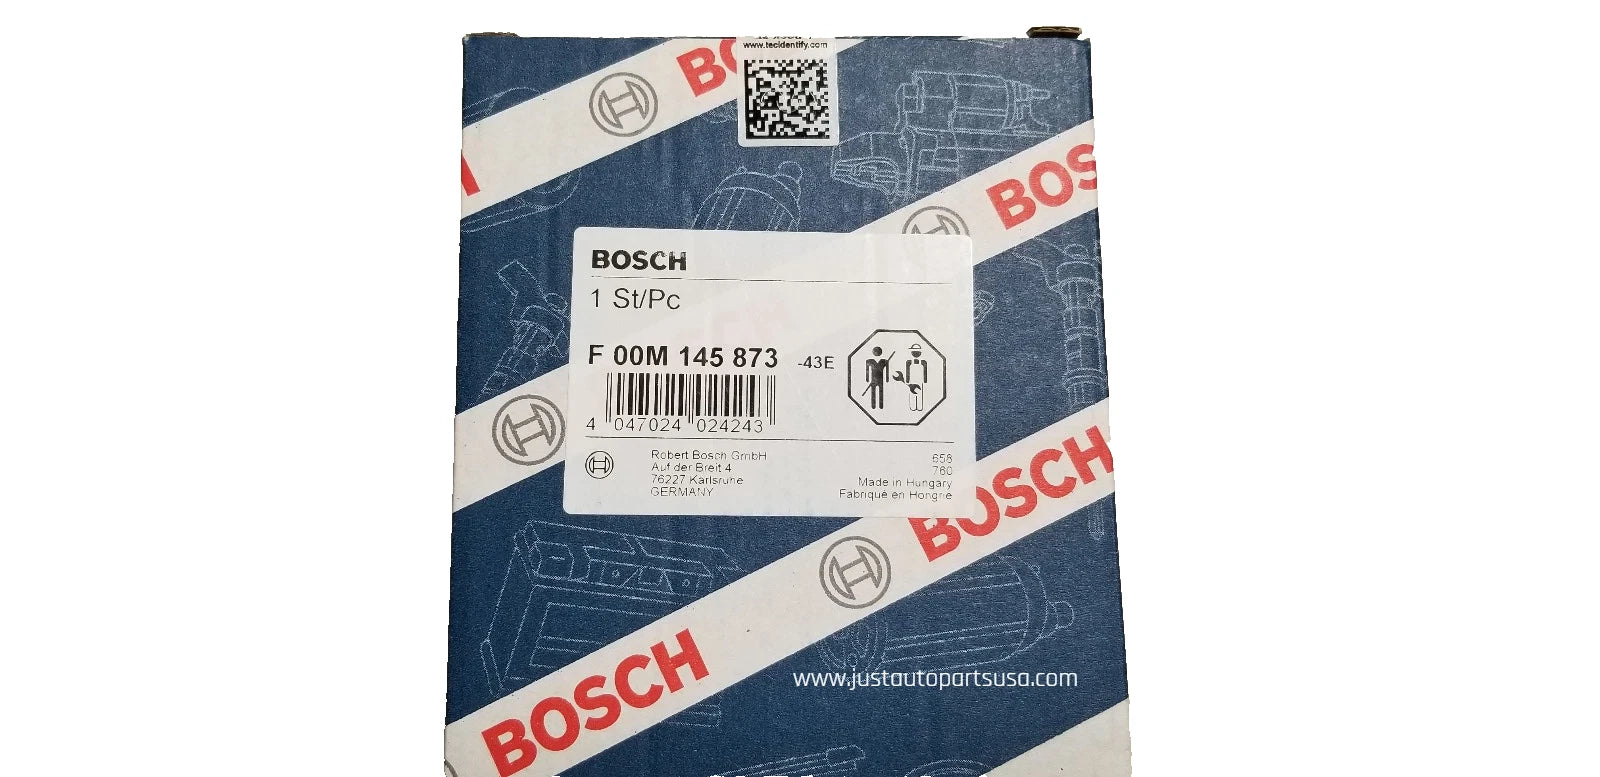 www.tecidentify.com
BOSCH
BOSCH
1 St/Pc
F 00M 145 873 -43E
4 047024 024243
Robert Bosch GmbH
Auf der Breit 4
76227 Karlsruhe
GERMANY
658
760
Made in Hungary
Fabriqué en Hongrie
BOSCH
www.justautopartsusa.com
BOSCH